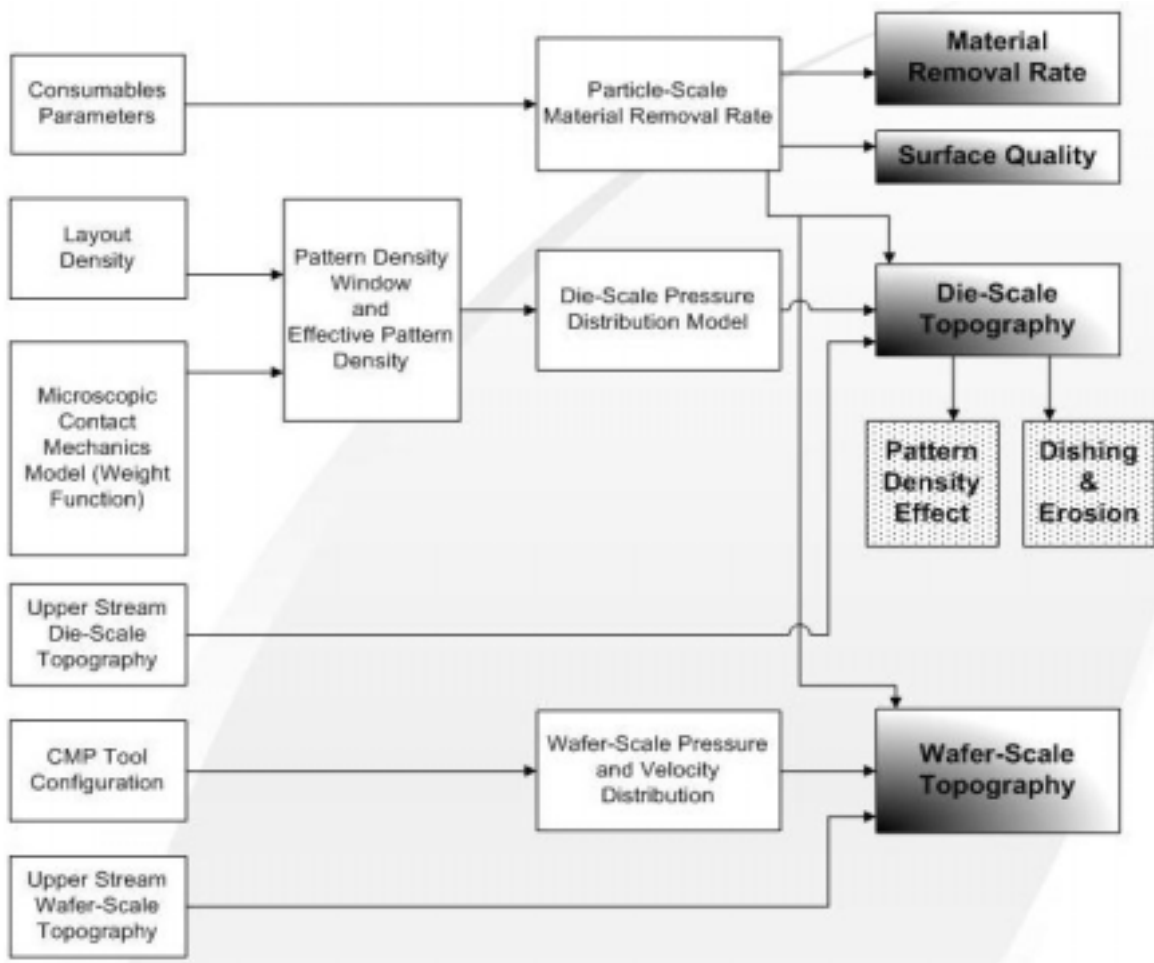 Consumables
Parameters
Particle-Scale
Material Removal Rate
Material
Removal Rate
Surface Quality
Layout
Density
Pattern Density
Window
and
Effective Pattern
Density
Die-Scale Pressure
Distribution Model
Die-Scale
Topography
Microscopic
Contact
Mechanics
Model (Weight
Function)
Pattern
Density
Effect
Dishing
&
Erosion
Upper Stream
Die-Scale
Topography
CMP Tool
Configuration
Wafer-Scale Pressure
and Velocity
Distribution
Wafer-Scale
Topography
Upper Stream
Wafer-Scale
Topography